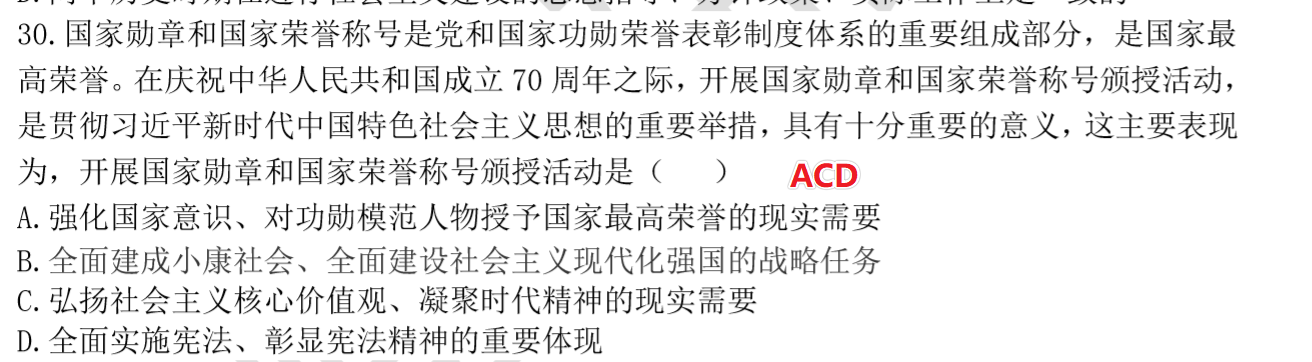 30. 国家勋章和国家荣誉称号是党和国家功勋荣誉表彰制度体系的重要组成部分，是国家最
高荣誉。在庆祝中华人民共和国成立 70 周年之际，开展国家勋章和国家荣誉称号颁授活动，
是贯彻习近平新时代中国特色社会主义思想的重要举措，具有十分重要的意义，这主要表现
为，开展国家勋章和国家荣誉称号颁授活动是（  ） ACD
A. 强化国家意识、对功勋模范人物授予国家最高荣誉的现实需要
B. 全面建成小康社会、全面建设社会主义现代化强国的战略任务
C. 弘扬社会主义核心价值观、凝聚时代精神的现实需要
D. 全面实施宪法、彰显宪法精神的重要体现